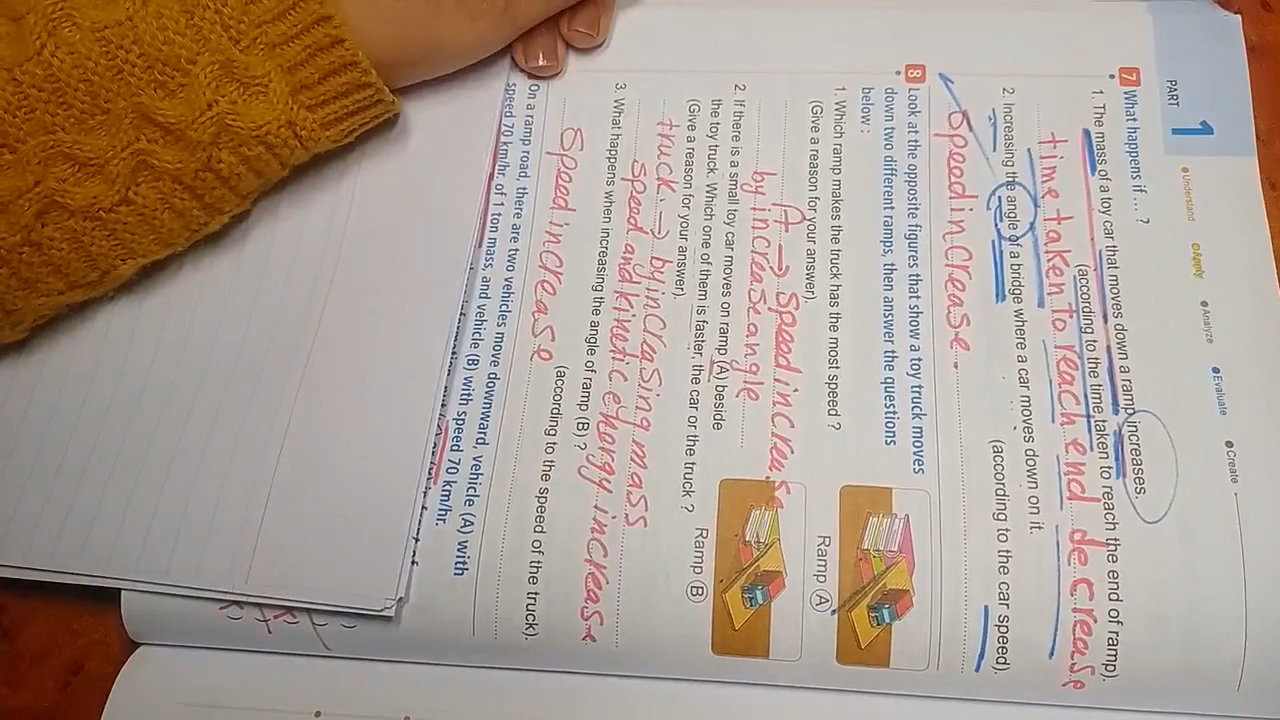 PART 1
Understand Apply Analyze Evaluate Create
7 What happens if ... ?
1. The mass of a toy car that moves down a ramp increases.
(according to the time taken to reach the end of ramp).
time taken to reach end decrease
2. Increasing the angle of a bridge where a car moves down on it.
(according to the car speed).
Speed increase
8 Look at the opposite figures that show a toy truck moves
down two different ramps, then answer the questions
below :
1. Which ramp makes the truck has the most speed ?
(Give a reason for your answer).
A → Speed increase
by increase angle
Ramp A
2. If there is a small toy car moves on ramp (A) beside
the toy truck. Which one of them is faster, the car or the truck ?
(Give a reason for your answer).
Ramp B
truck → by increasing mass
speed and kinetic energy increase
3. What happens when increasing the angle of ramp (B) ?
(according to the speed of the truck).
Speed increase
On a ramp road, there are two vehicles move downward, vehicle (A) with
speed 70 km/hr. of 1 ton mass, and vehicle (B) with speed 70 km/hr.